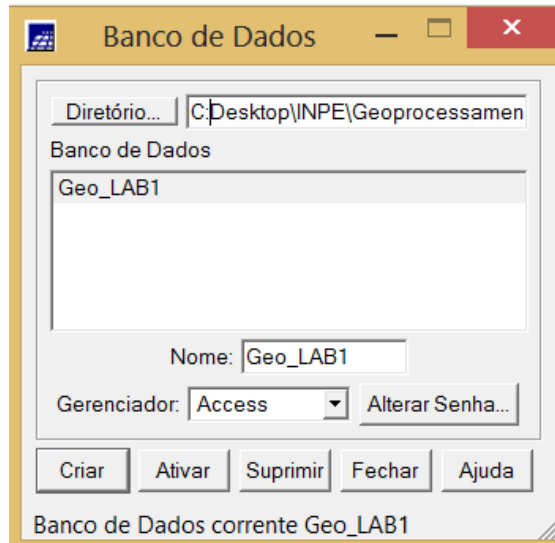 Banco de Dados
Diretório... C:Desktop\INPE\Geoprocessamen
Banco de Dados
Geo_LAB1
Nome: Geo_LAB1
Gerenciador: Access Alterar Senha...
Criar Ativar Suprimir Fechar Ajuda
Banco de Dados corrente Geo_LAB1